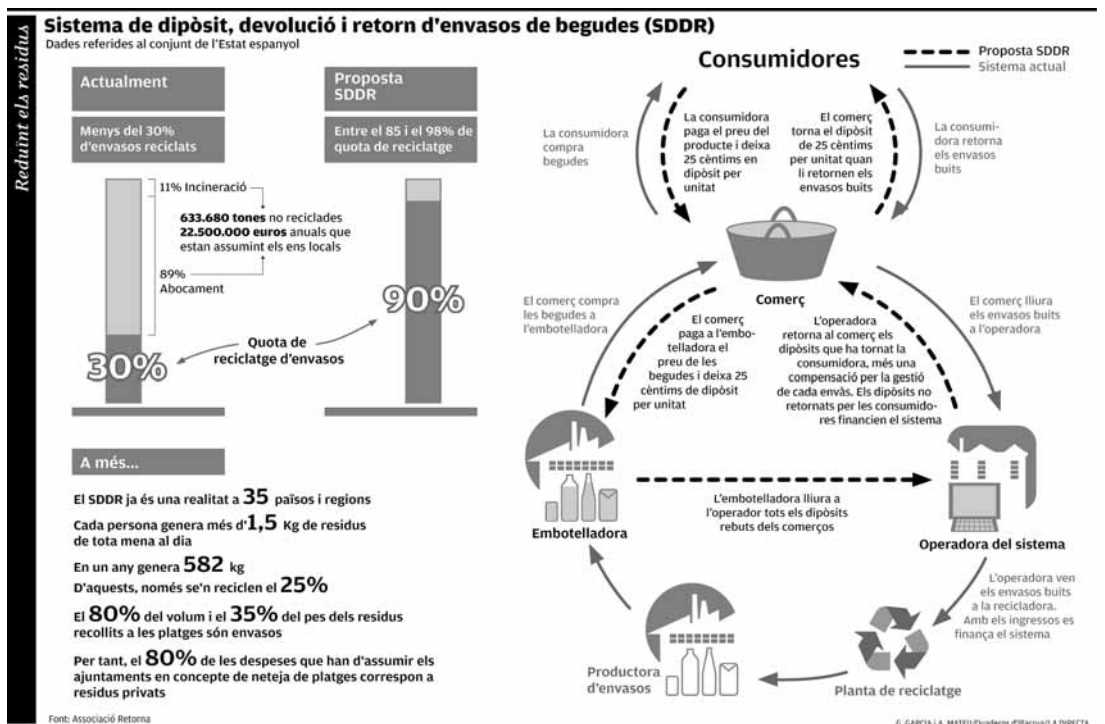 Reduint els residus
Sistema de dipòsit, devolució i retorn d'envasos de begudes (SDDR)
Dades referides al conjunt de l'Estat espanyol
Actualment
Menys del 30%
d'envasos reciclats
Proposta
SDDR
Entre el 85 i el 98% de
quota de reciclatge
11% Incineració
633.680 tones no reciclades
22.500.000 euros anuals que
estan assumint els ens locals
89%
Abocament
30%
Quota de
reciclatge d'envasos
90%
A més...
El SDDR ja és una realitat a 35 països i regions
Cada persona genera més d'1,5 Kg de residus
de tota mena al dia
En un any genera 582 kg
D'aquests, només se'n reciclen el 25%
El 80% del volum i el 35% del pes dels residus
recollits a les platges són envasos
Per tant, el 80% de les despeses que han d'assumir els
ajuntaments en concepte de neteja de platges correspon a
residus privats
Font: Associació Retorna
Consumidores
Proposta SDDR
Sistema actual
La consumidora
compra
begudes
La consumidora
paga el preu del
producte i deixa
25 cèntims en
dipòsit per
unitat
El comerç
torna el dipòsit
de 25 cèntims
per unitat quan
li retornen els
envasos buits
La consumi-
dora retorna
els envasos
buits
Comerç
El comerç compra
les begudes a
l'embotelladora
El comerç
paga a l'embo-
telladora el
preu de les
begudes i deixa 25
cèntims de dipòsit
per unitat
L'operadora
retorna al comerç els
dipòsits que ha tornat la
consumidora, més una
compensació per la gestió
de cada envàs. Els dipòsits no
retornats per les consumido-
res financien el sistema
El comerç lliura
els envasos buits
a l'operadora
Embotelladora
L'embotelladora lliura a
l'operador tots els dipòsits
rebuts dels comerços
Operadora del sistema
L'operadora ven
els envasos buits
a la recicladora.
Amb els ingressos es
finança el sistema
Productora
d'envasos
Planta de reciclatge
G. GARCIA i A. MATEU/Quaderns d'Illacrua/LA DIRECTA